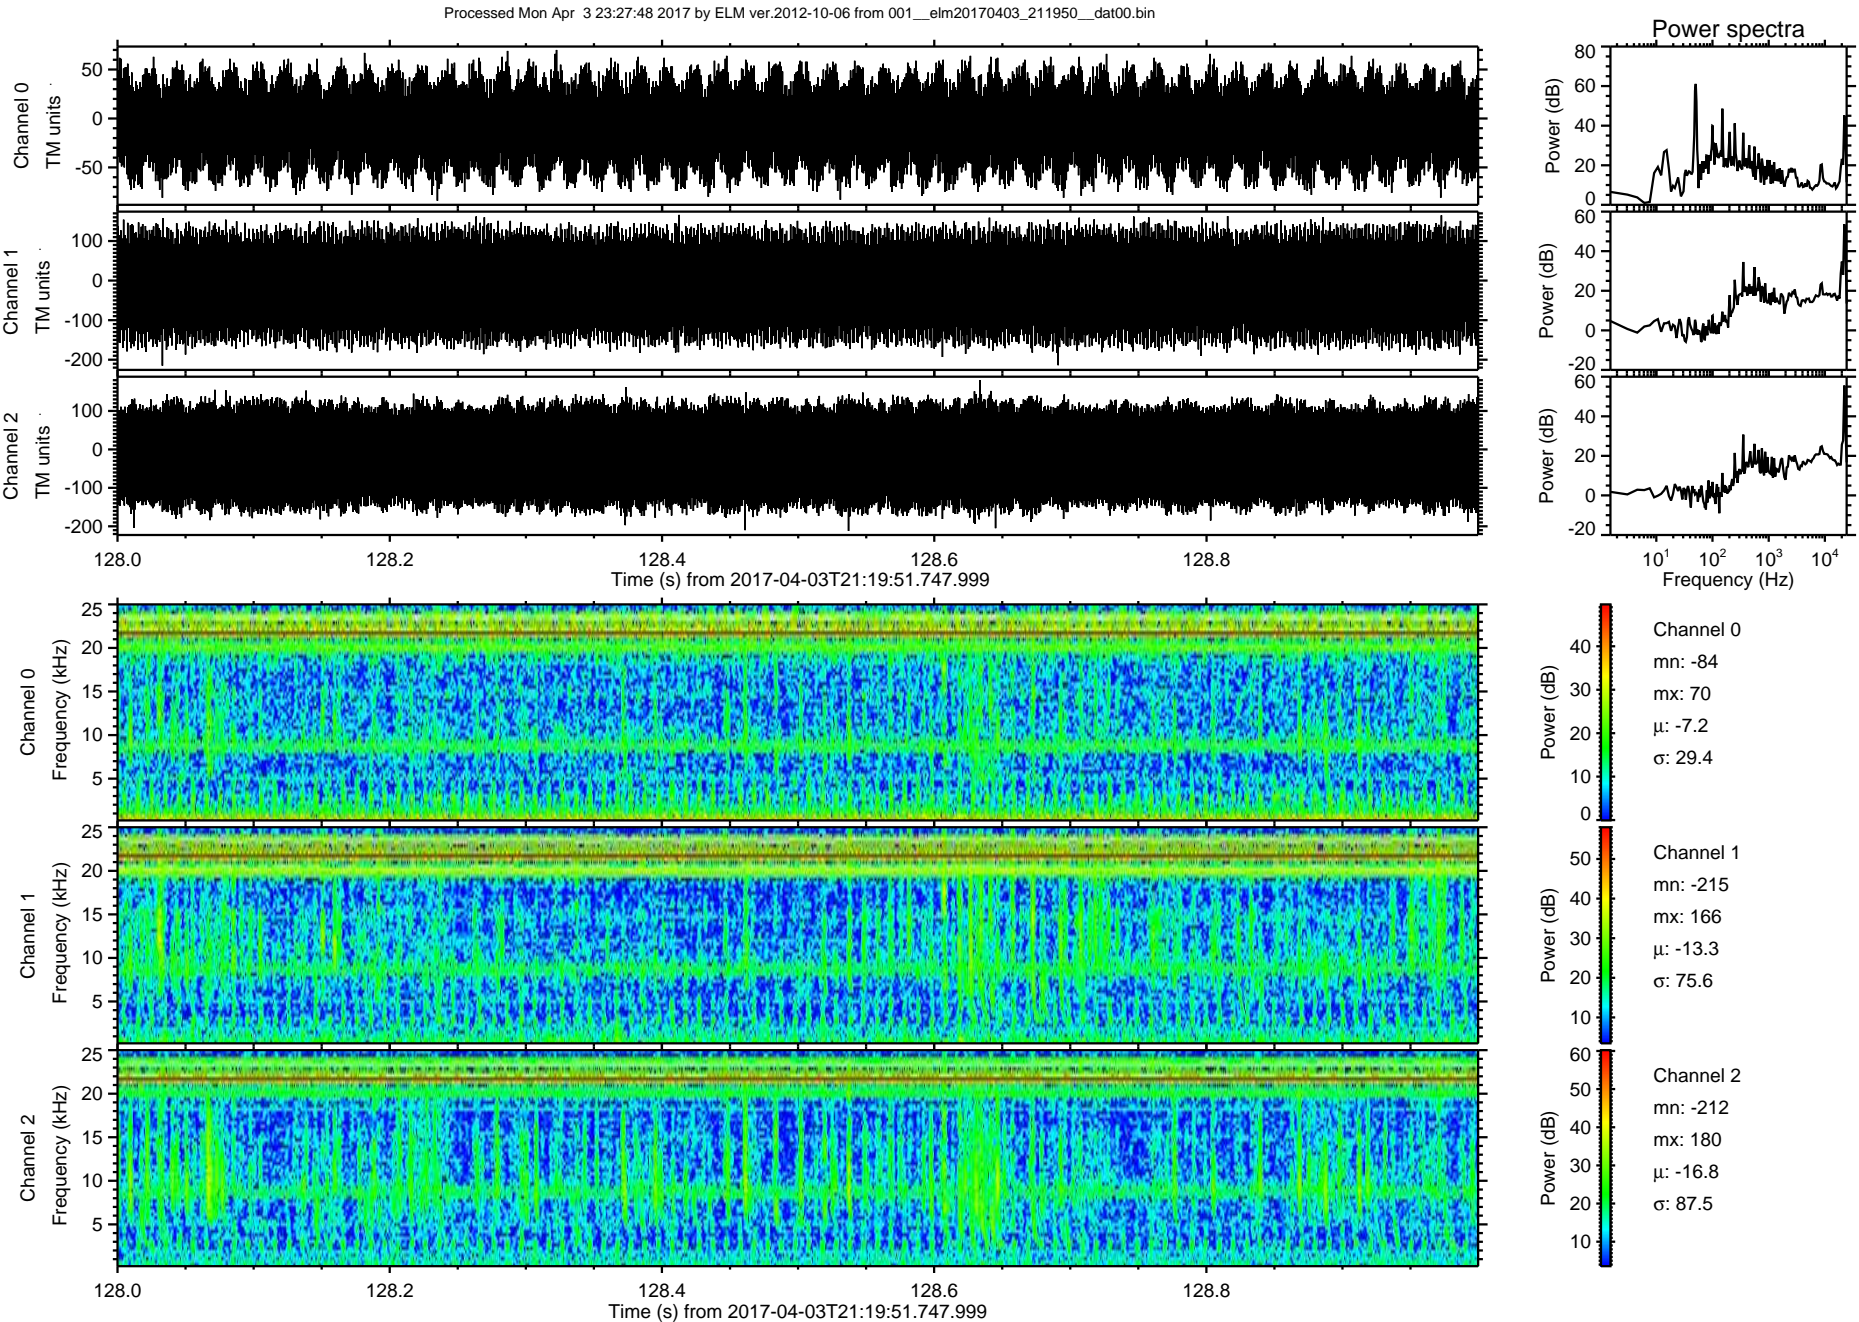 Processed Mon Apr  3 23:27:48 2017 by ELM ver.2012-10-06 from 001__elm20170403_211950__dat00.bin
Power spectra
Channel 0
TM units
50
0
-50
Power (dB)
80
60
40
20
0
Channel 1
TM units
100
0
-100
-200
Power (dB)
60
40
20
0
-20
Channel 2
TM units
100
0
-100
-200
Power (dB)
60
40
20
0
-20
128.0 128.2 128.4 128.6 128.8
Time (s) from 2017-04-03T21:19:51.747.999
10^1 10^2 10^3 10^4
Frequency (Hz)
Channel 0
Frequency (kHz)
25
20
15
10
5
Power (dB)
40
30
20
10
0
Channel 0
mn: -84
mx: 70
μ: -7.2
σ: 29.4
Channel 1
Frequency (kHz)
25
20
15
10
5
Power (dB)
50
40
30
20
10
Channel 1
mn: -215
mx: 166
μ: -13.3
σ: 75.6
Channel 2
Frequency (kHz)
25
20
15
10
5
Power (dB)
60
50
40
30
20
10
Channel 2
mn: -212
mx: 180
μ: -16.8
σ: 87.5
128.0 128.2 128.4 128.6 128.8
Time (s) from 2017-04-03T21:19:51.747.999